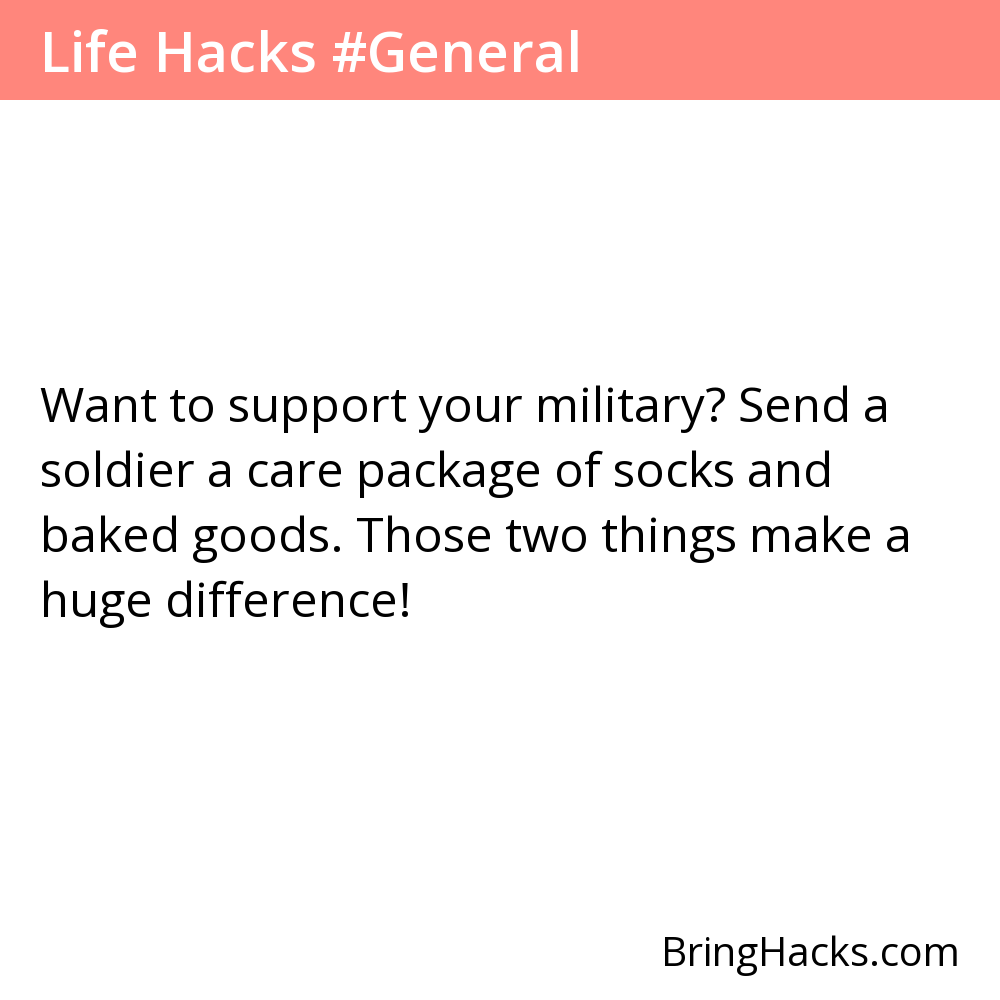 Life Hacks #General
Want to support your military? Send a
soldier a care package of socks and
baked goods. Those two things make a
huge difference!
BringHacks.com